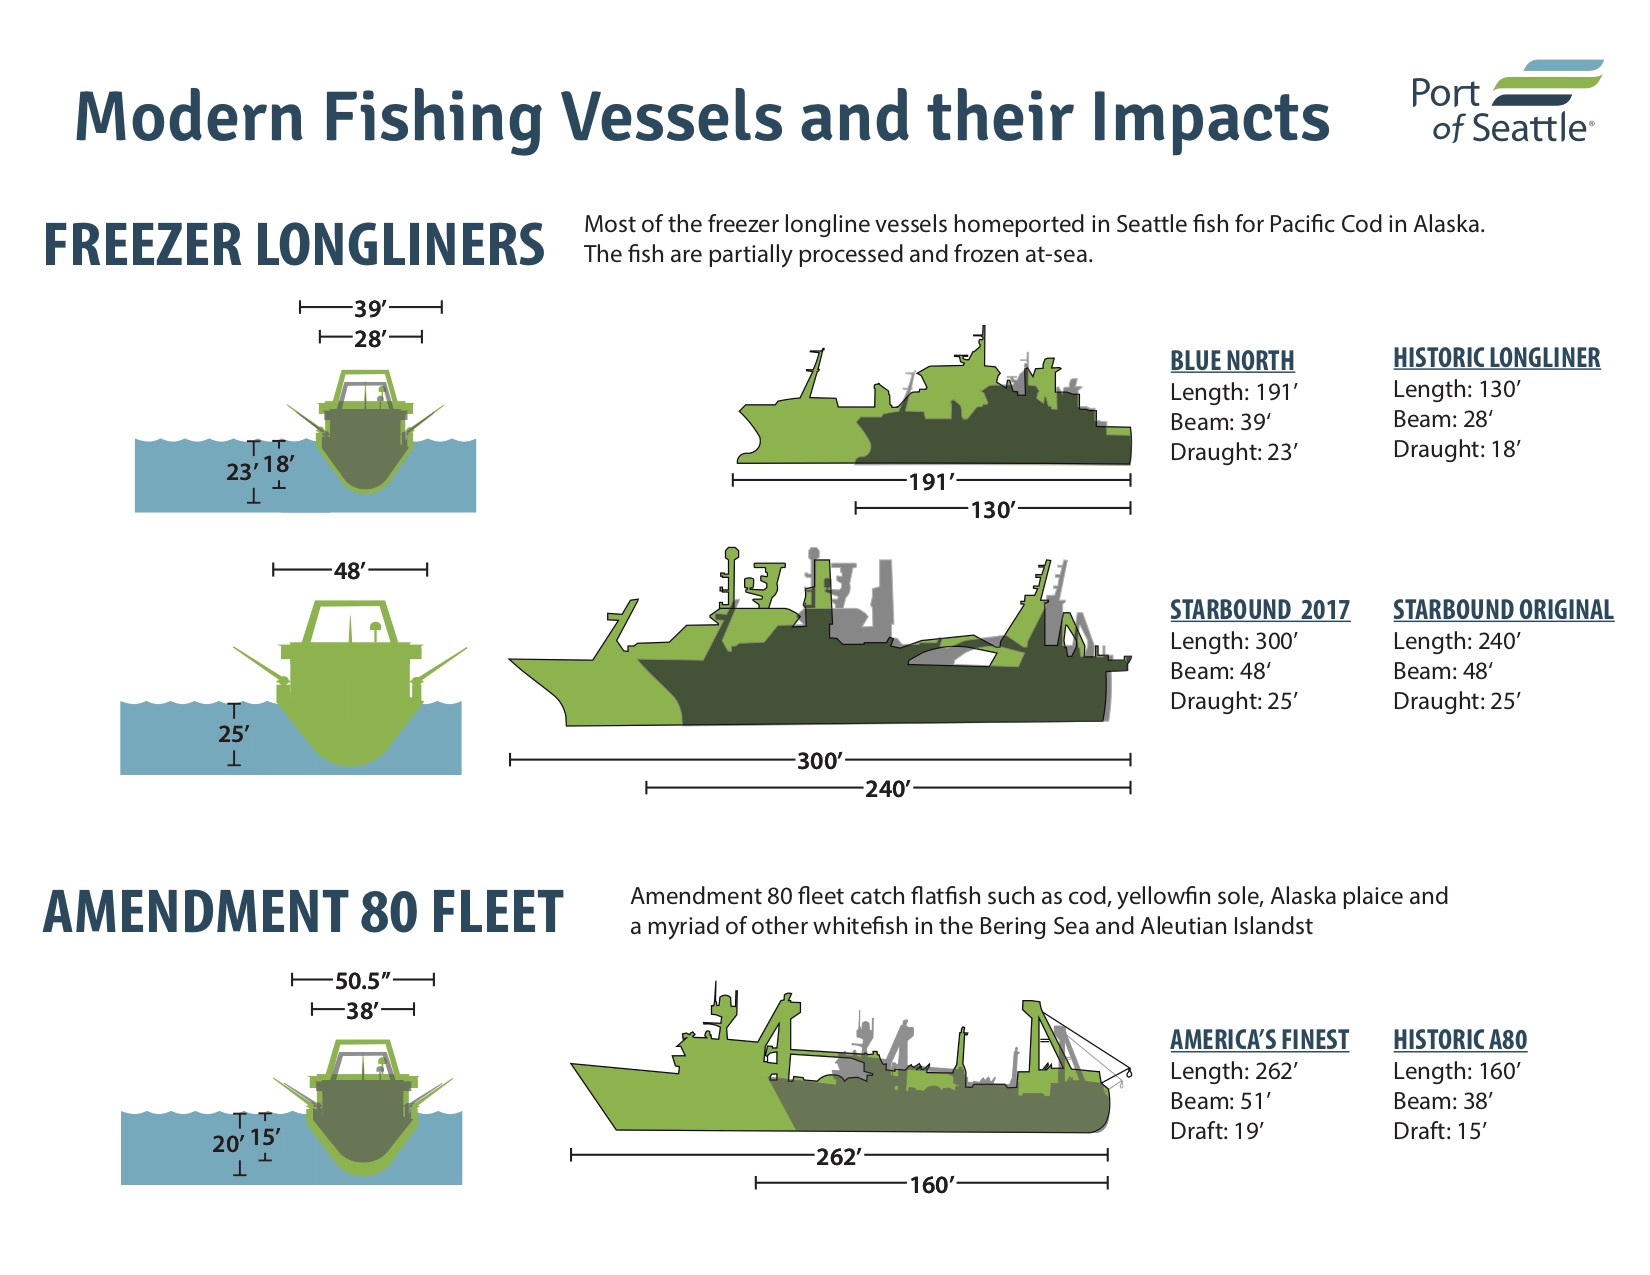 Modern Fishing Vessels and their Impacts
Port
of Seattle®
FREEZER LONGLINERS
Most of the freezer longline vessels homeported in Seattle fish for Pacific Cod in Alaska.
The fish are partially processed and frozen at-sea.
39’
28’
23’ 18’
191’
130’
BLUE NORTH
Length: 191’
Beam: 39‘
Draught: 23’
HISTORIC LONGLINER
Length: 130’
Beam: 28‘
Draught: 18’
48’
25’
300’
240’
STARBOUND 2017
Length: 300’
Beam: 48‘
Draught: 25’
STARBOUND ORIGINAL
Length: 240’
Beam: 48‘
Draught: 25’
AMENDMENT 80 FLEET
Amendment 80 fleet catch flatfish such as cod, yellowfin sole, Alaska plaice and
a myriad of other whitefish in the Bering Sea and Aleutian Islandst
50.5”
38’
20’ 15’
262’
160’
AMERICA’S FINEST
Length: 262’
Beam: 51’
Draft: 19’
HISTORIC A80
Length: 160’
Beam: 38’
Draft: 15’